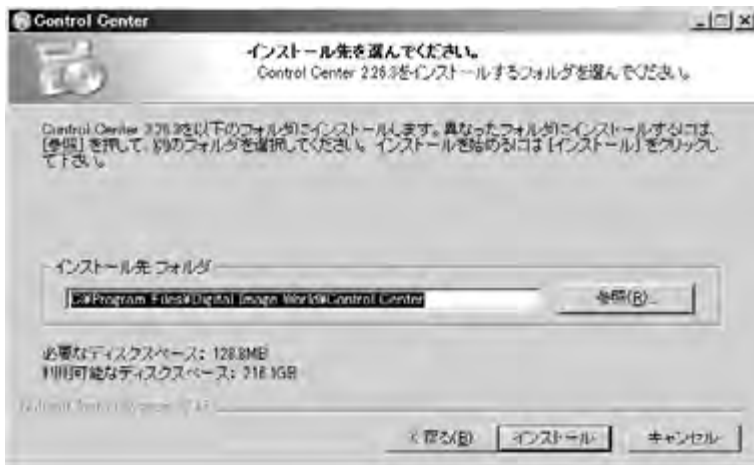 Control Center
インストール先を選んでください。
Control Center 2.26.3をインストールするフォルダを選んでください。
Control Center 2.26.3を以下のフォルダにインストールします。異なったフォルダにインストールするには、
[参照] を押して、別のフォルダを選択してください。インストールを始めるには [インストール] をクリックし
て下さい。
インストール先 フォルダ
C:¥Program Files¥Digital Image World¥Control Center
参照(R)...
必要なディスクスペース: 128.8MB
利用可能なディスクスペース: 218.1GB
< 戻る(B)
インストール
キャンセル